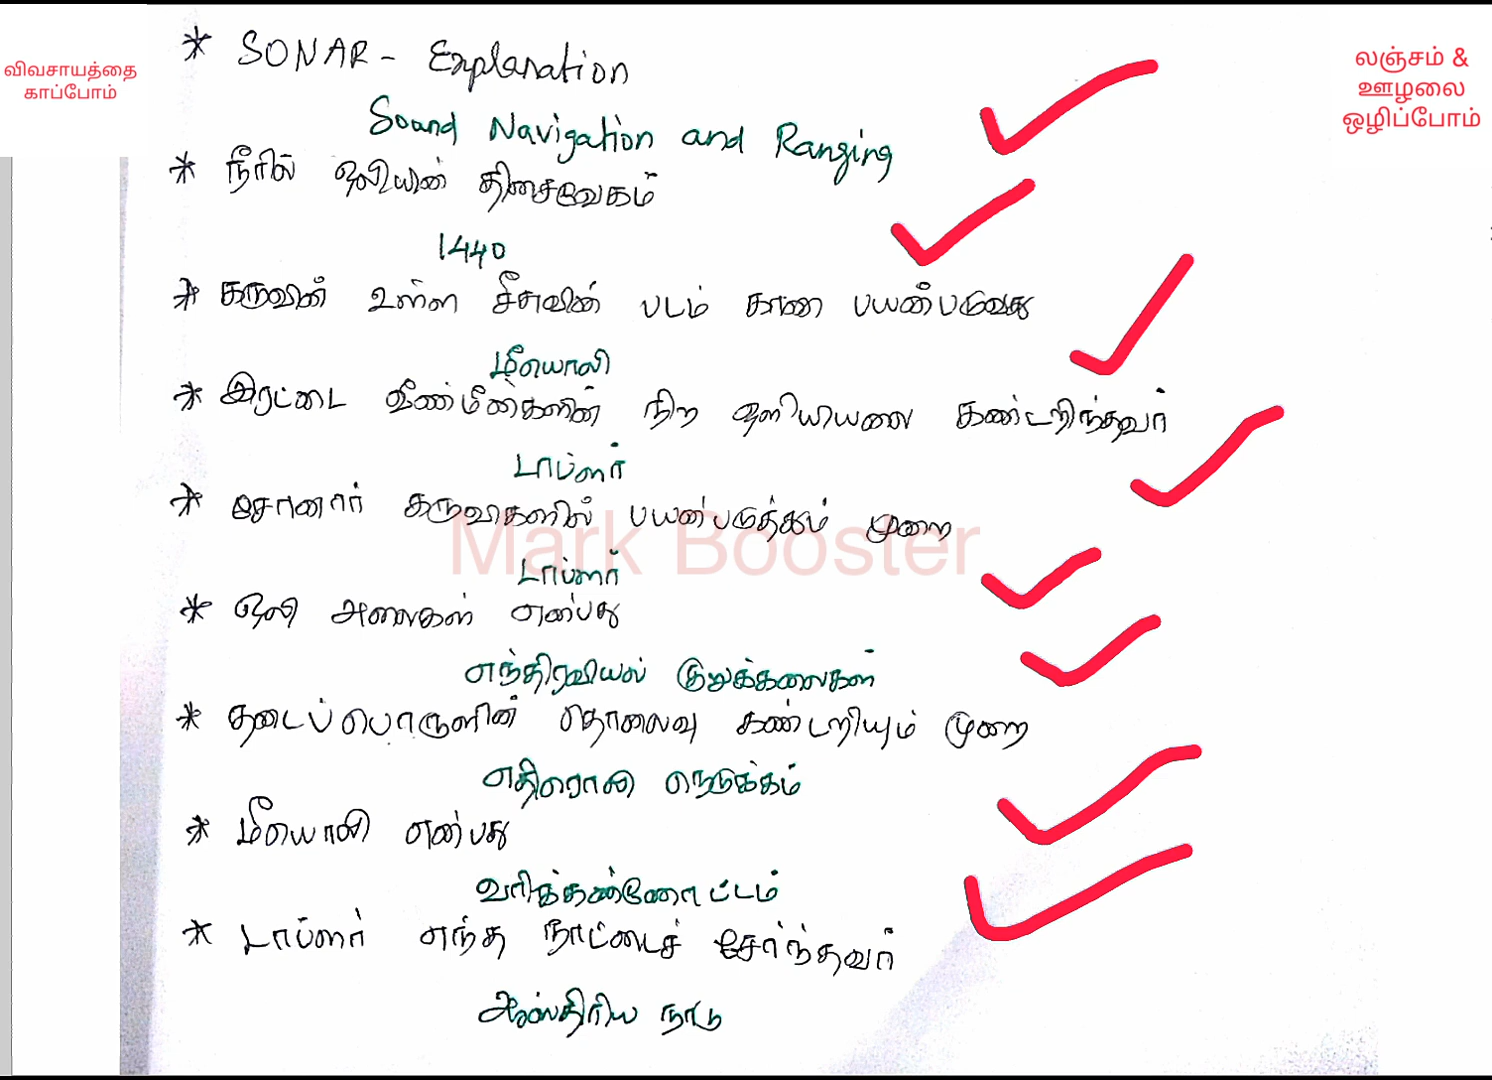 விவசாயத்தை
காப்போம்
லஞ்சம் &
ஊழலை
ஒழிப்போம்
* SONAR - Explanation
Sound Navigation and Ranging
* நீரில் ஒலியின் திசைவேகம்
1440
* கருவின் உள்ள சிசுவின் படம் காண பயன்படுவது
மீயொலி
* இரட்டை விண்மீன்களின் நிற ஒளியியலை கண்டறிந்தவர்
டாப்ளர்
* சோனார் கருவிகளில் பயன்படுத்தும் முறை
டாப்ளர்
* ஒலி அலைகள் என்பது
எந்திரவியல் குறுக்கலைகள்
* தடைப்பொருளின் தொலைவு கண்டறியும் முறை
எதிரொலி நெடுக்கம்
* மீயொலி என்பது
வரிக்கண்ணோட்டம்
* டாப்ளர் எந்த நாட்டைச் சேர்ந்தவர்
ஆஸ்திரிய நாடு
Mark Booster